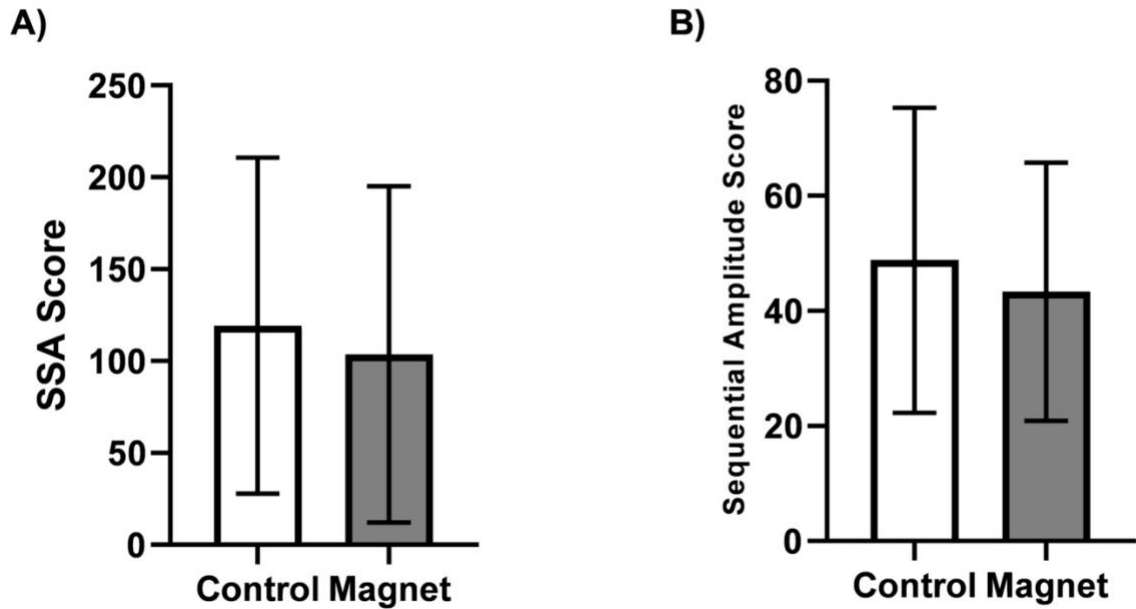 A)
SSA Score
250
200
150
100
50
0
Control Magnet
B)
Sequential Amplitude Score
80
60
40
20
0
Control Magnet